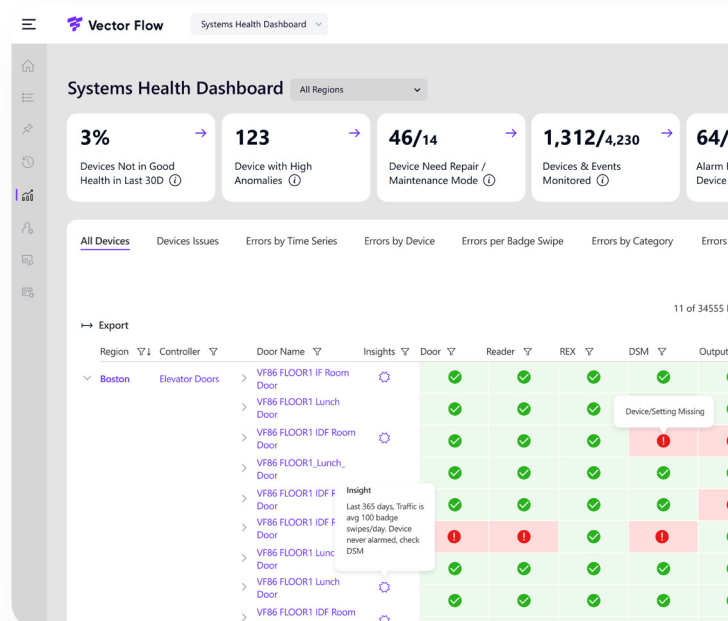 Vector Flow
Systems Health Dashboard
Systems Health Dashboard
All Regions
3%
Devices Not in Good
Health in Last 30D
123
Device with High
Anomalies
46/14
Device Need Repair /
Maintenance Mode
1,312/4,230
Devices & Events
Monitored
64/
Alarm
Device
All Devices Devices Issues Errors by Time Series Errors by Device Errors per Badge Swipe Errors by Category Errors
11 of 34555
Export
Region Controller Door Name Insights Door Reader REX DSM Output
Boston Elevator Doors
VF86 FLOOR1 IF Room
Door
VF86 FLOOR1 Lunch
Door
Device/Setting Missing
VF86 FLOOR1 IDF Room
Door
VF86 FLOOR1_Lunch_
Door
VF86 FLOOR1 IDF
Door
VF86 FLOOR1 IDF
Door
VF86 FLOOR1
Door
VF86 FLOOR1 Lunch
Door
VF86 FLOOR1 IDF Room
Insight
Last 365 days, Traffic is
avg 100 badge
swipes/day. Device
never alarmed, check
DSM